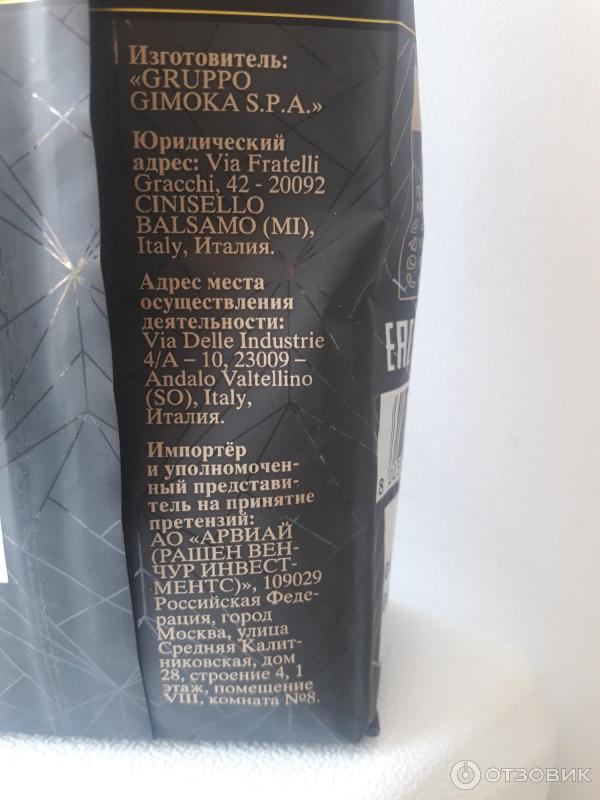 Изготовитель:
«GRUPPO
GIMOKA S.P.A.»
Юридический
адрес: Via Fratelli
Gracchi, 42 - 20092
CINISELLO
BALSAMO (MI),
Italy, Италия.
Адрес места
осуществления
деятельности:
Via Delle Industrie
4/A – 10, 23009 –
Andalo Valtellino
(SO), Italy,
Италия.
Импортёр
и уполномочен-
ный представи-
тель на принятие
претензий:
АО «АРВИАЙ
(РАШЕН ВЕН-
ЧУР ИНВЕСТ-
МЕНТС)», 109029
Российская Феде-
рация, город
Москва, улица
Средняя Калит-
никовская, дом
28, строение 4, 1
этаж, помещение
VIII, комната №8.
EAC
ОТЗОВИК